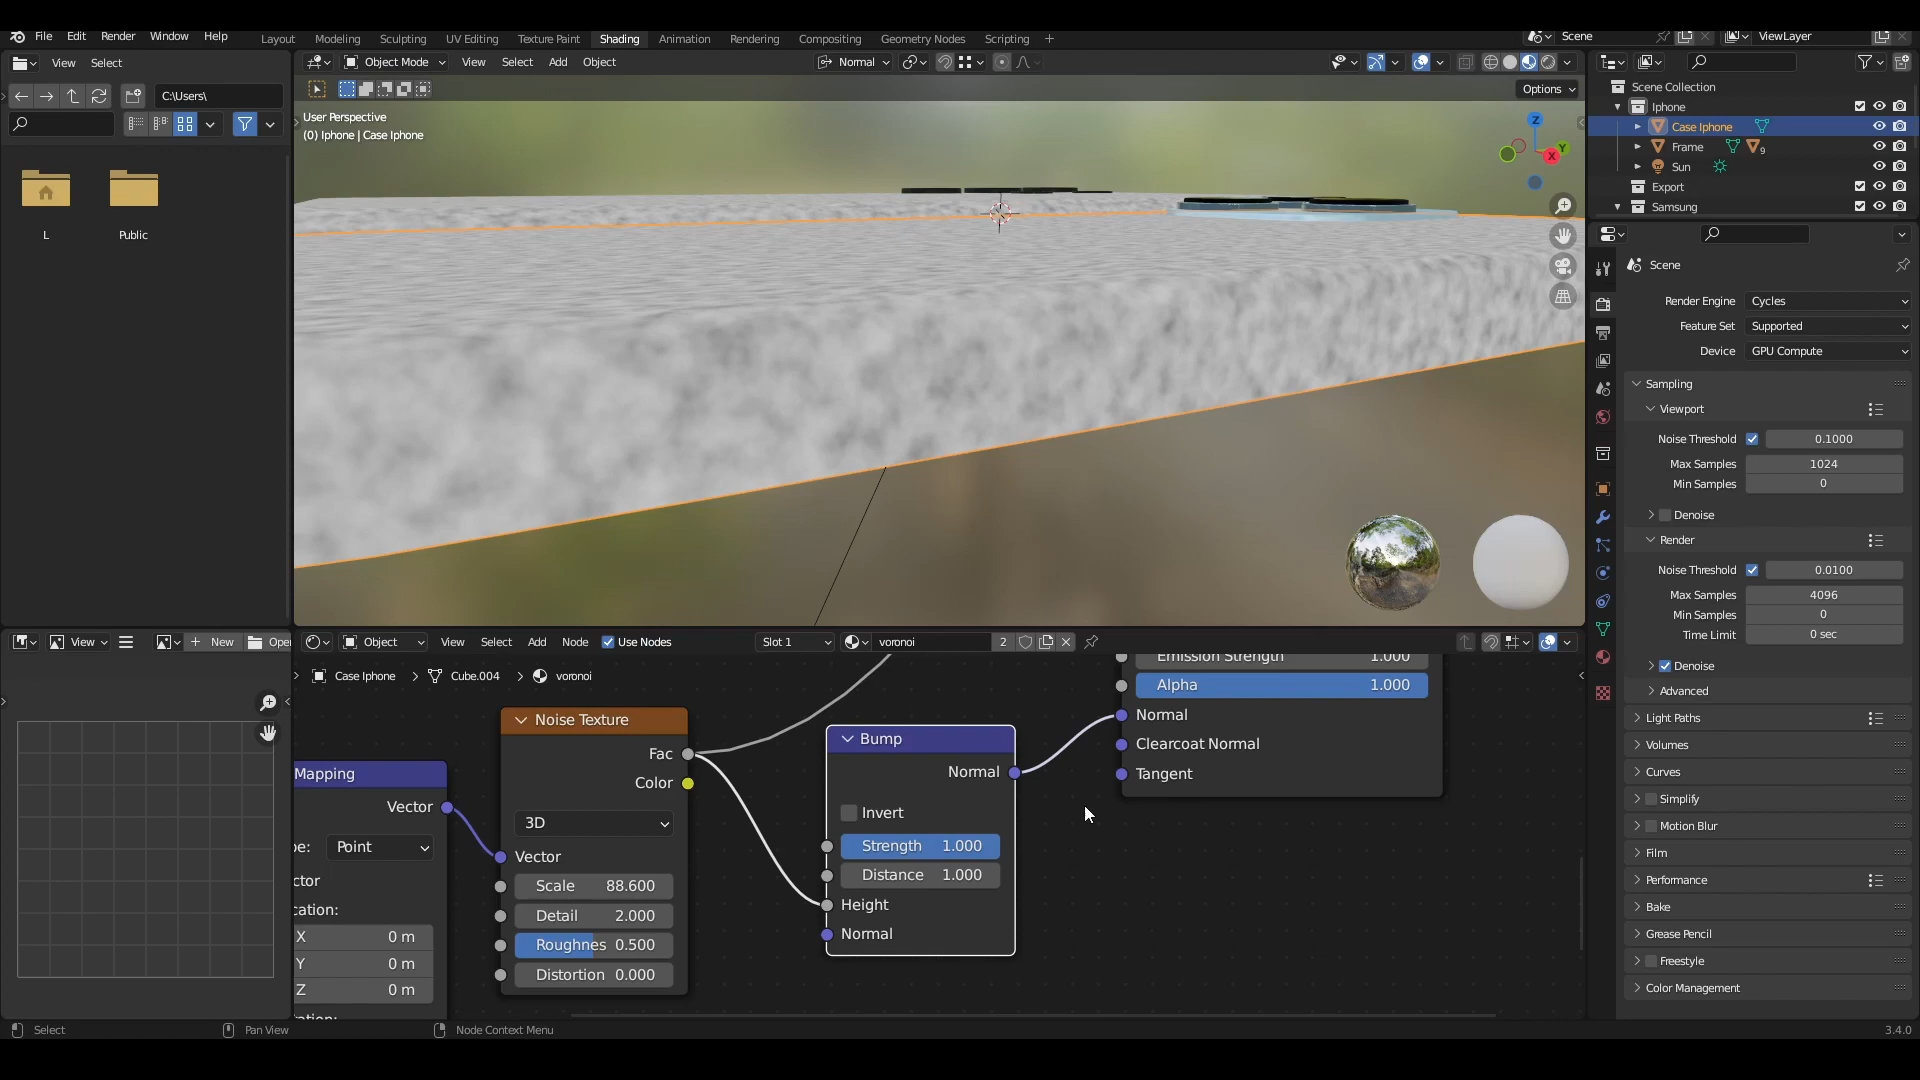 File Edit Render Window Help
Layout Modeling Sculpting UV Editing Texture Paint Shading Animation Rendering Compositing Geometry Nodes Scripting +
Scene
ViewLayer
View Select
Object Mode View Select Add Object
Normal
C:\Users\
Options
L
Public
User Perspective
(0) Iphone | Case Iphone
Z
Y
X
Scene Collection
Iphone
Case Iphone
Frame 9
Sun
Export
Samsung
Scene
Render Engine Cycles
Feature Set Supported
Device GPU Compute
Sampling
Viewport
Noise Threshold 0.1000
Max Samples 1024
Min Samples 0
Denoise
Render
Noise Threshold 0.0100
Max Samples 4096
Min Samples 0
Time Limit 0 sec
Denoise
Advanced
Light Paths
Volumes
Curves
Simplify
Motion Blur
Film
Performance
Bake
Grease Pencil
Freestyle
Color Management
View
New
Ope
Object View Select Add Node Use Nodes Slot 1 voronoi 2
Case Iphone > Cube.004 > voronoi
Mapping
Vector
pe: Point
ctor
cation:
X 0 m
Y 0 m
Z 0 m
Noise Texture
Fac
Color
3D
Vector
Scale 88.600
Detail 2.000
Roughnes 0.500
Distortion 0.000
Bump
Normal
Invert
Strength 1.000
Distance 1.000
Height
Normal
Emission Strength 1.000
Alpha 1.000
Normal
Clearcoat Normal
Tangent
Select
Pan View
Node Context Menu
3.4.0